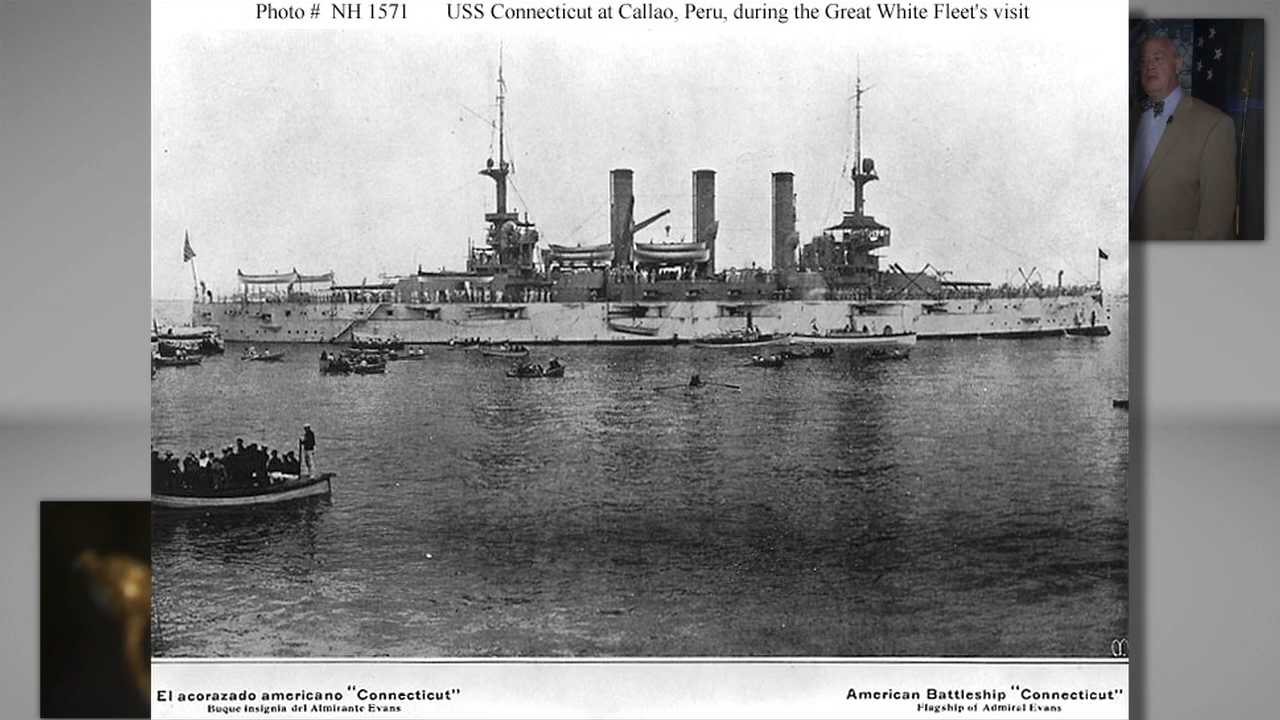 Photo # NH 1571 USS Connecticut at Callao, Peru, during the Great White Fleet's visit
El acorazado americano "Connecticut"
Buque insignia del Almirante Evans
American Battleship "Connecticut"
Flagship of Admiral Evans